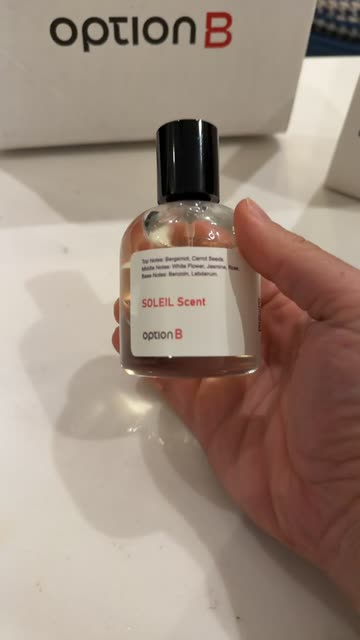 option B
Top Notes: Bergamot, Carrot Seeds.
Middle Notes: White Flower, Jasmine, Rose.
Base Notes: Benzoin, Labdanum.
SOLEIL Scent
option B